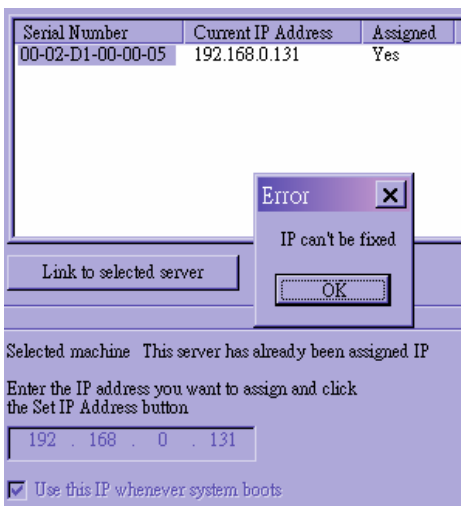 Serial Number Current IP Address Assigned
00-02-D1-00-00-05 192.168.0.131 Yes
Error
IP can't be fixed
OK
Link to selected server
Selected machine This server has already been assigned IP
Enter the IP address you want to assign and click
the Set IP Address button
192 . 168 . 0 . 131
Use this IP whenever system boots